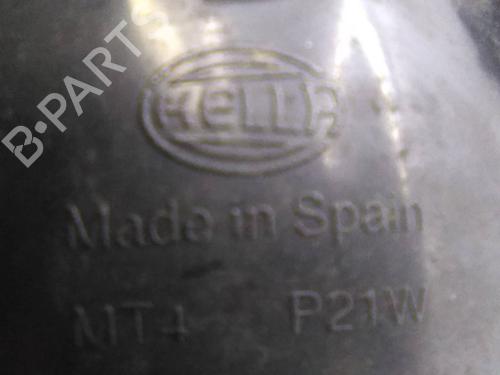 B-PARTS
HELLA
Made in Spain
MT4 P21W